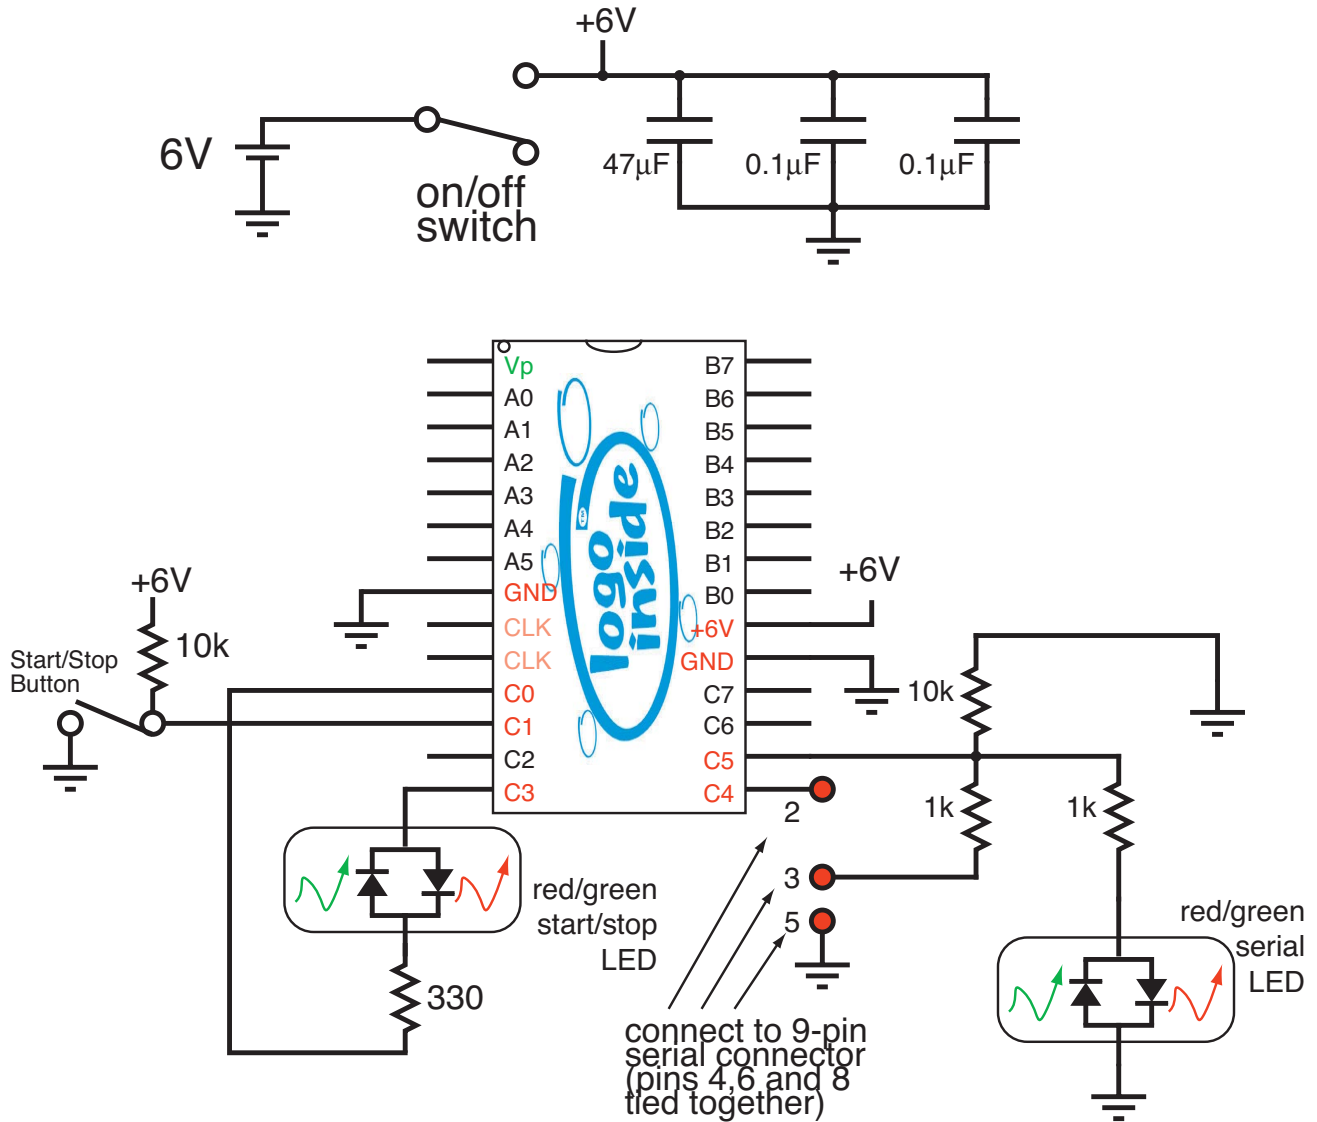 +6V
6V
on/off
switch
47µF
0.1µF
0.1µF
Vp
A0
A1
A2
A3
A4
A5
GND
CLK
CLK
C0
C1
C2
C3
B7
B6
B5
B4
B3
B2
B1
B0
+6V
GND
C7
C6
C5
C4
logo
inside
+6V
10k
Start/Stop
Button
+6V
10k
1k
1k
2
3
5
red/green
start/stop
LED
330
red/green
serial
LED
connect to 9-pin
serial connector
(pins 4,6 and 8
tied together)